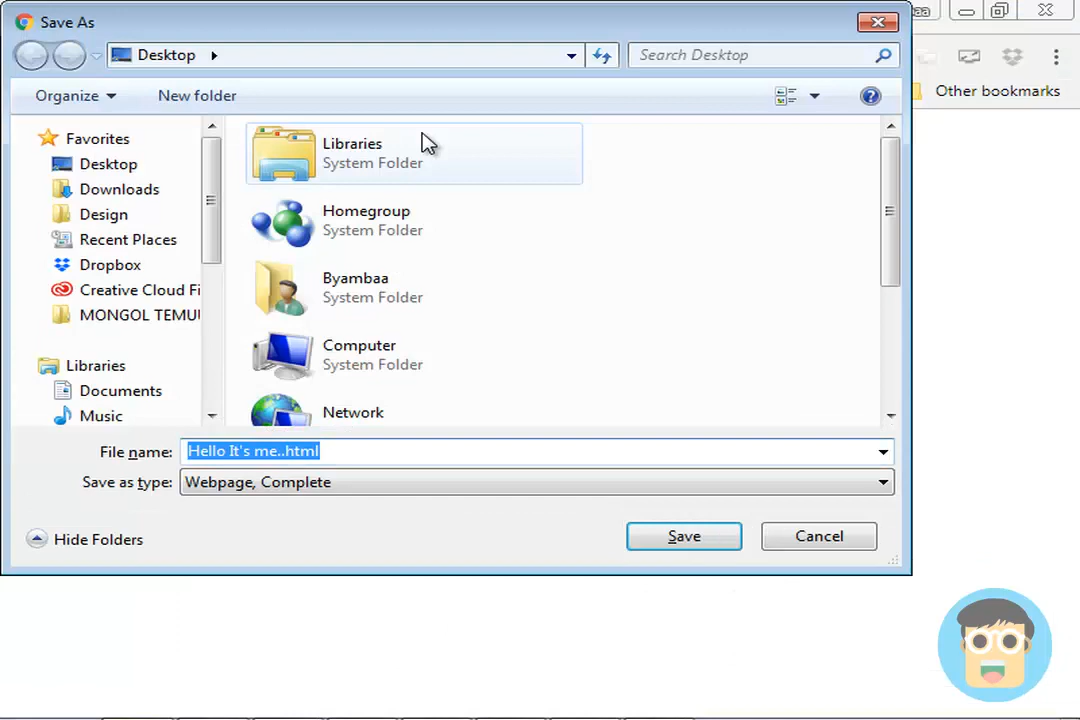 Save As
aa
Desktop
Search Desktop
Organize
New folder
Other bookmarks
Favorites
Desktop
Downloads
Design
Recent Places
Dropbox
Creative Cloud Fi
MONGOL TEMU
Libraries
Documents
Music
Libraries
System Folder
Homegroup
System Folder
Byambaa
System Folder
Computer
System Folder
Network
File name: Hello It's me..html
Save as type: Webpage, Complete
Hide Folders
Save
Cancel